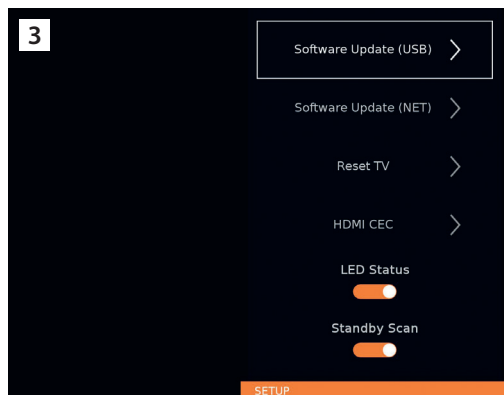 3
Software Update (USB)
Software Update (NET)
Reset TV
HDMI CEC
LED Status
Standby Scan
SETUP